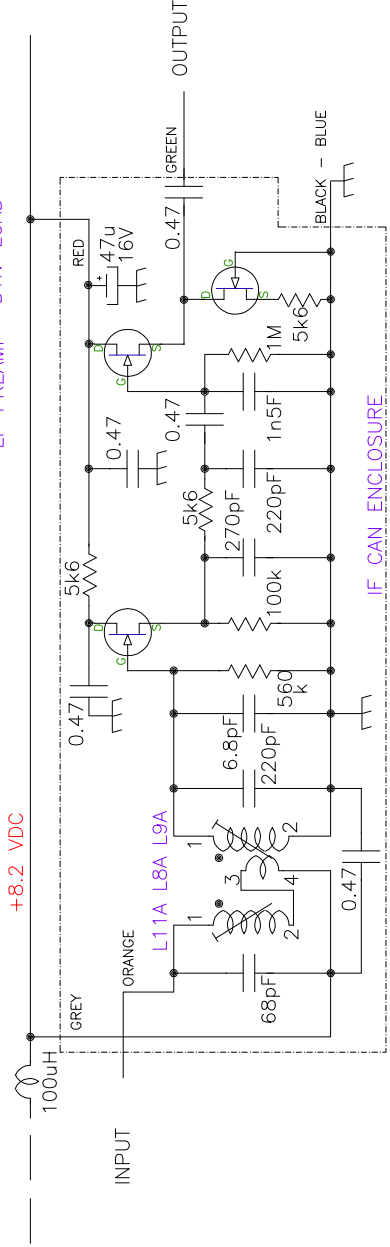 +8.2 VDC
100uH
GREY
INPUT
ORANGE
L11A L8A L9A
68pF
1
2
3
4
1
2
0.47
6.8pF
220pF
560
k
0.47
D
G
S
5k6
100k
0.47
5k6
270pF
220pF
0.47
1n5F
1M
D
G
S
RED
+
47u
16V
D
G
S
5k6
0.47
GREEN
OUTPUT
BLACK - BLUE
IF CAN ENCLOSURE